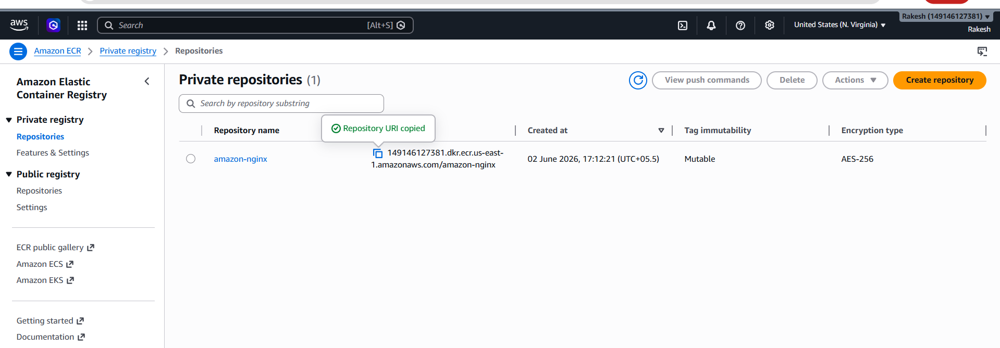 aws
Search [Alt+S]
United States (N. Virginia) ▼
Rakesh (149146127381) ▼
Rakesh
Amazon ECR > Private registry > Repositories
Amazon Elastic
Container Registry
Private registry
Repositories
Features & Settings
Public registry
Repositories
Settings
ECR public gallery
Amazon ECS
Amazon EKS
Getting started
Documentation
Private repositories (1)
View push commands
Delete
Actions ▼
Create repository
Search by repository substring
Repository URI copied
Repository name
Created at
Tag immutability
Encryption type
amazon-nginx
149146127381.dkr.ecr.us-east-
1.amazonaws.com/amazon-nginx
02 June 2026, 17:12:21 (UTC+05.5)
Mutable
AES-256